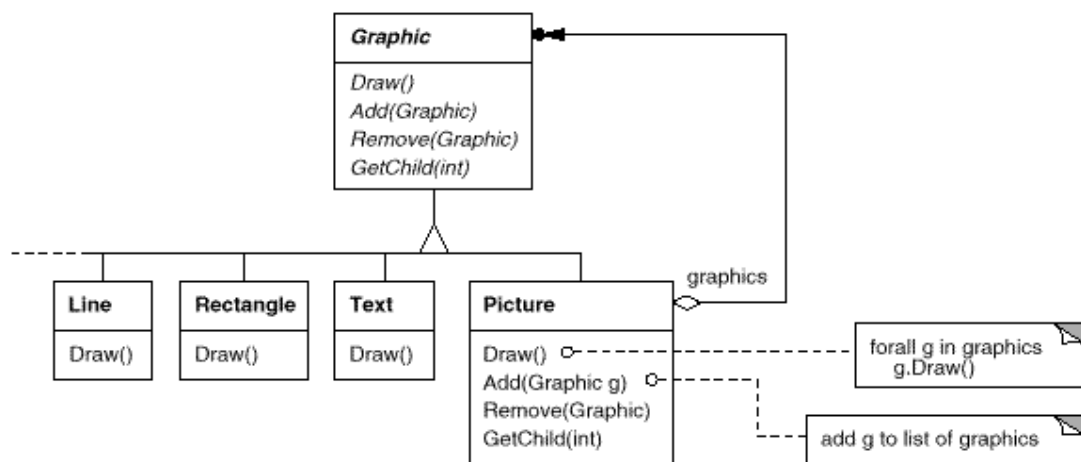 Graphic
Draw()
Add(Graphic)
Remove(Graphic)
GetChild(int)
graphics
Line
Draw()
Rectangle
Draw()
Text
Draw()
Picture
Draw()
Add(Graphic g)
Remove(Graphic)
GetChild(int)
forall g in graphics
g.Draw()
add g to list of graphics